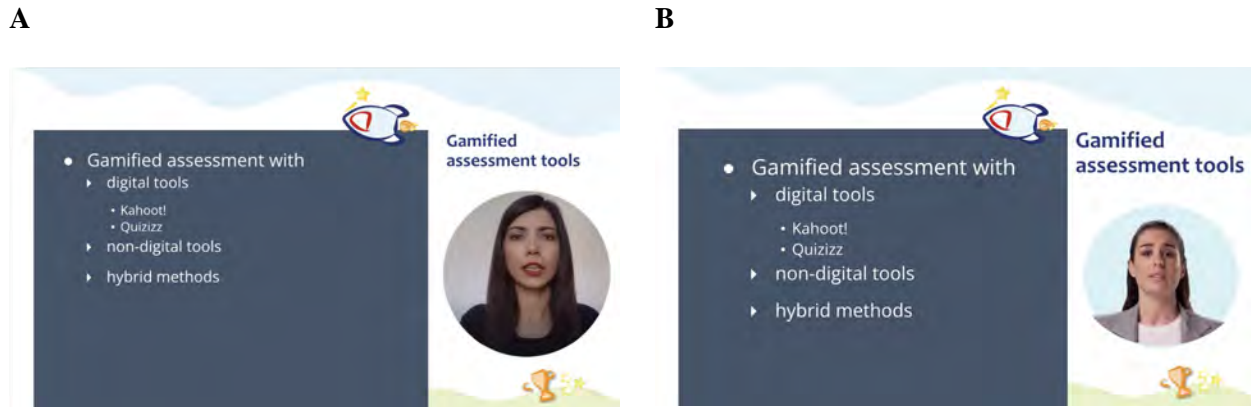 A
Gamified
assessment tools
• Gamified assessment with
▸ digital tools
• Kahoot!
• Quizizz
▸ non-digital tools
▸ hybrid methods
B
Gamified
assessment tools
• Gamified assessment with
▸ digital tools
• Kahoot!
• Quizizz
▸ non-digital tools
▸ hybrid methods